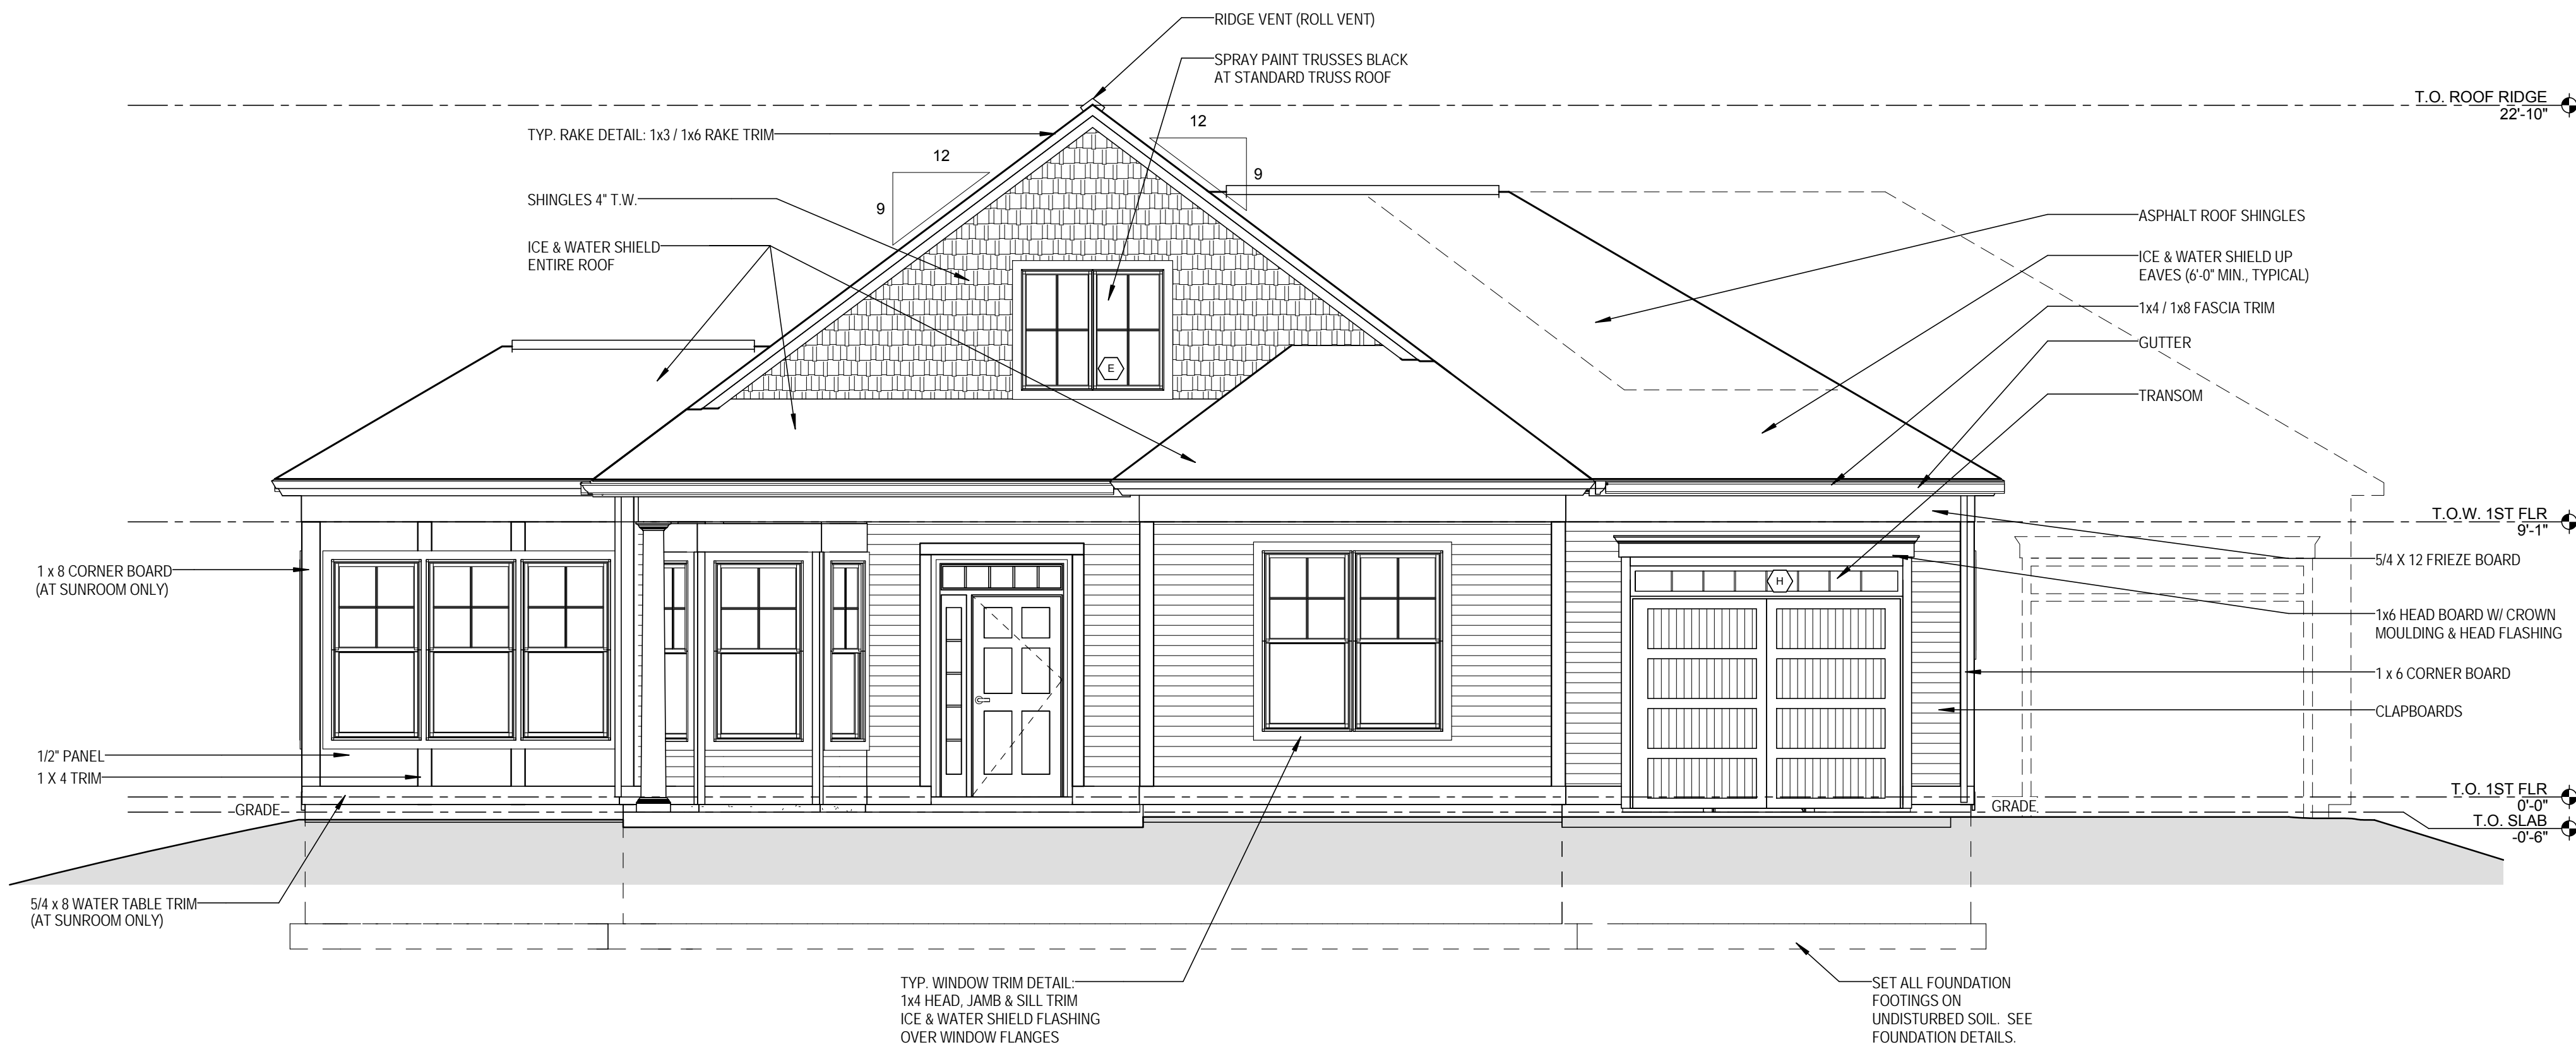 RIDGE VENT (ROLL VENT)
SPRAY PAINT TRUSSES BLACK
AT STANDARD TRUSS ROOF
T.O. ROOF RIDGE
22'-10"
TYP. RAKE DETAIL: 1x3 / 1x6 RAKE TRIM
12
9
12
9
SHINGLES 4" T.W.
ICE & WATER SHIELD
ENTIRE ROOF
ASPHALT ROOF SHINGLES
ICE & WATER SHIELD UP
EAVES (6'-0" MIN., TYPICAL)
1x4 / 1x8 FASCIA TRIM
GUTTER
TRANSOM
E
T.O.W. 1ST FLR
9'-1"
1 x 8 CORNER BOARD
(AT SUNROOM ONLY)
H
5/4 X 12 FRIEZE BOARD
1x6 HEAD BOARD W/ CROWN
MOULDING & HEAD FLASHING
1 x 6 CORNER BOARD
CLAPBOARDS
1/2" PANEL
1 X 4 TRIM
GRADE
GRADE
T.O. 1ST FLR
0'-0"
T.O. SLAB
-0'-6"
5/4 x 8 WATER TABLE TRIM
(AT SUNROOM ONLY)
TYP. WINDOW TRIM DETAIL:
1x4 HEAD, JAMB & SILL TRIM
ICE & WATER SHIELD FLASHING
OVER WINDOW FLANGES
SET ALL FOUNDATION
FOOTINGS ON
UNDISTURBED SOIL.  SEE
FOUNDATION DETAILS.